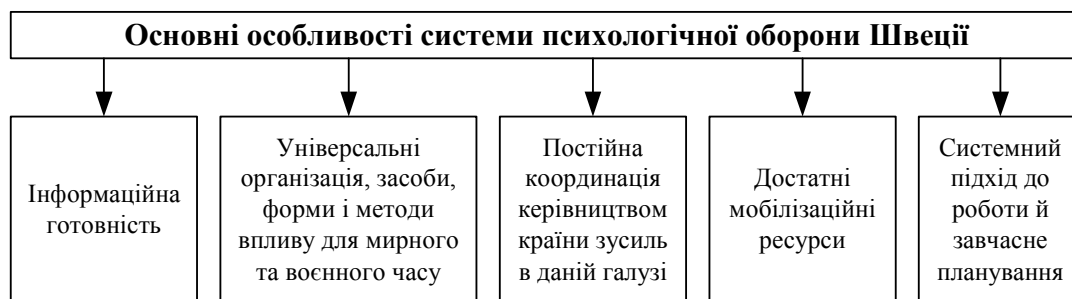 Основні особливості системи психологічної оборони Швеції
Інформаційна
готовність
Універсальні
організація, засоби,
форми і методи
впливу для мирного
та воєнного часу
Постійна
координація
керівництвом
країни зусиль
в даній галузі
Достатні
мобілізаційні
ресурси
Системний
підхід до
роботи й
завчасне
планування